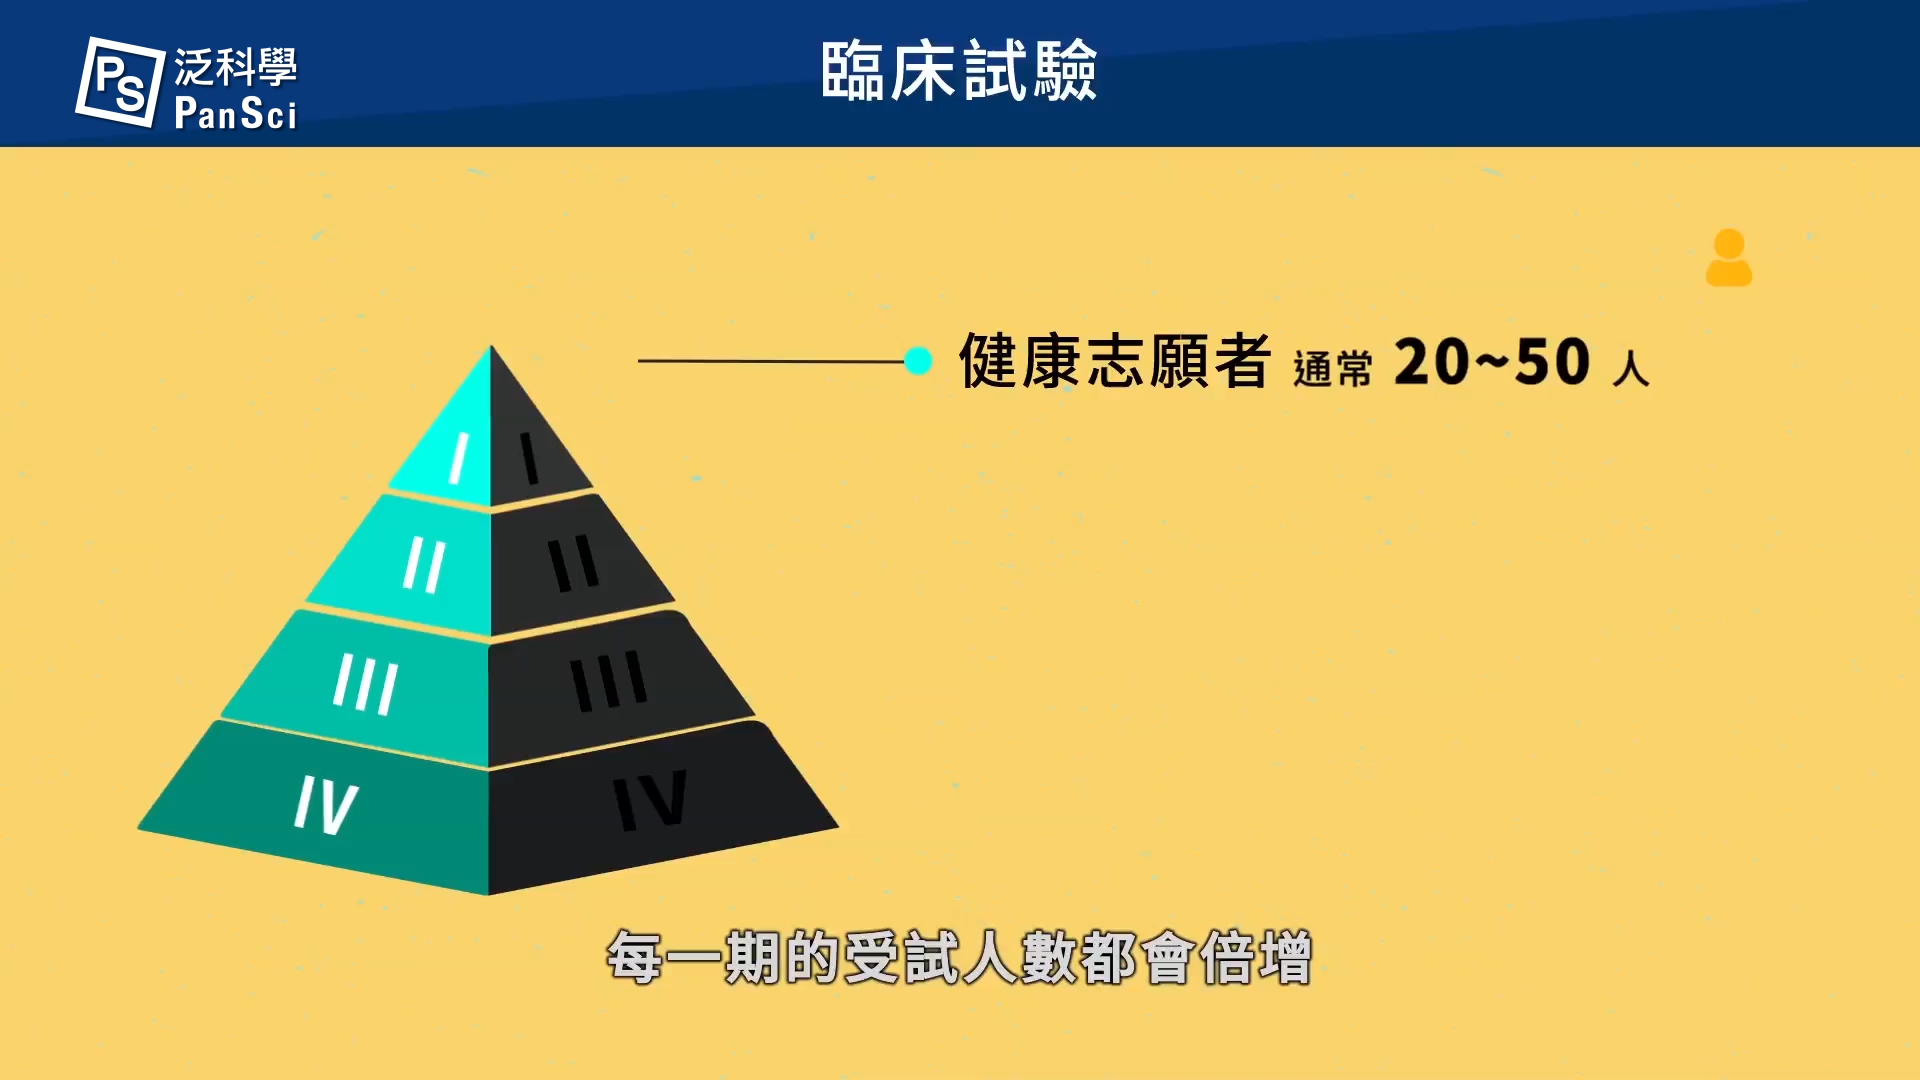 臨床試驗
PS
泛科學
PanSci
健康志願者 通常 20~50 人
I I
II II
III III
IV IV
每一期的受試人數都會倍增